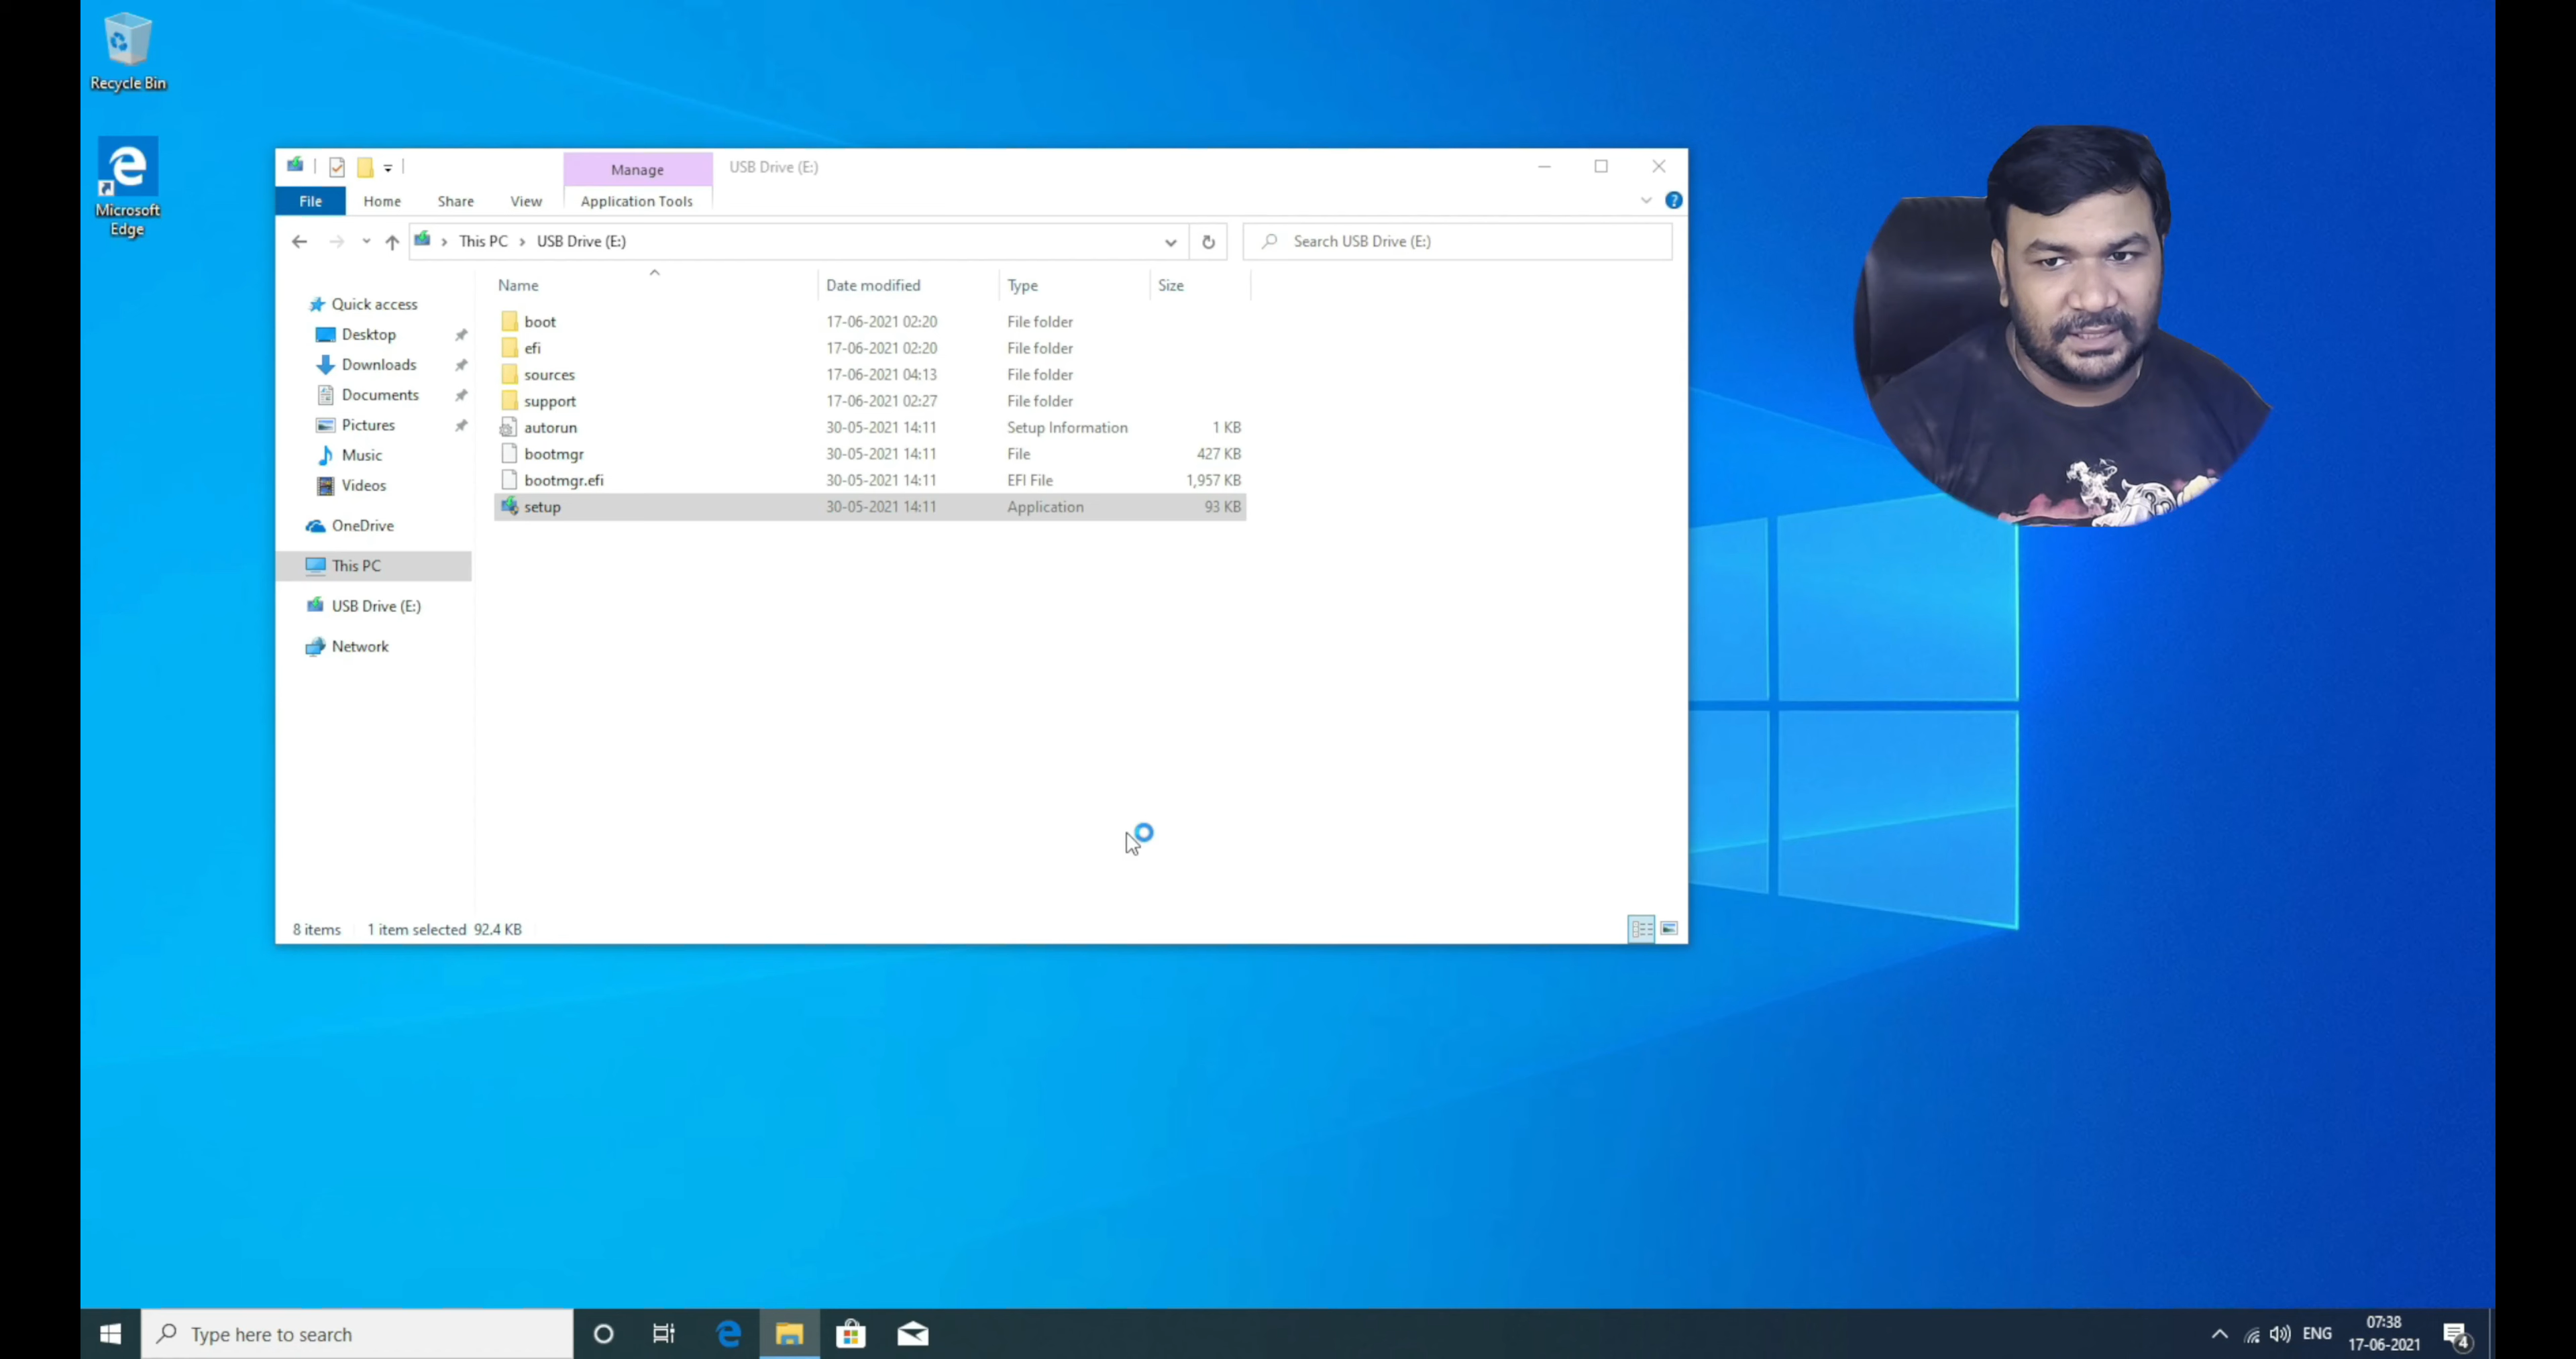 Recycle Bin
Microsoft
Edge
Manage
USB Drive (E:)
File
Home
Share
View
Application Tools
?
This PC
USB Drive (E:)
Search USB Drive (E:)
Name
Date modified
Type
Size
Quick access
Desktop
Downloads
Documents
Pictures
Music
Videos
OneDrive
This PC
USB Drive (E:)
Network
boot 17-06-2021 02:20 File folder
efi 17-06-2021 02:20 File folder
sources 17-06-2021 04:13 File folder
support 17-06-2021 02:27 File folder
autorun 30-05-2021 14:11 Setup Information 1 KB
bootmgr 30-05-2021 14:11 File 427 KB
bootmgr.efi 30-05-2021 14:11 EFI File 1,957 KB
setup 30-05-2021 14:11 Application 93 KB
8 items 1 item selected 92.4 KB
Type here to search
ENG
07:38
17-06-2021
4